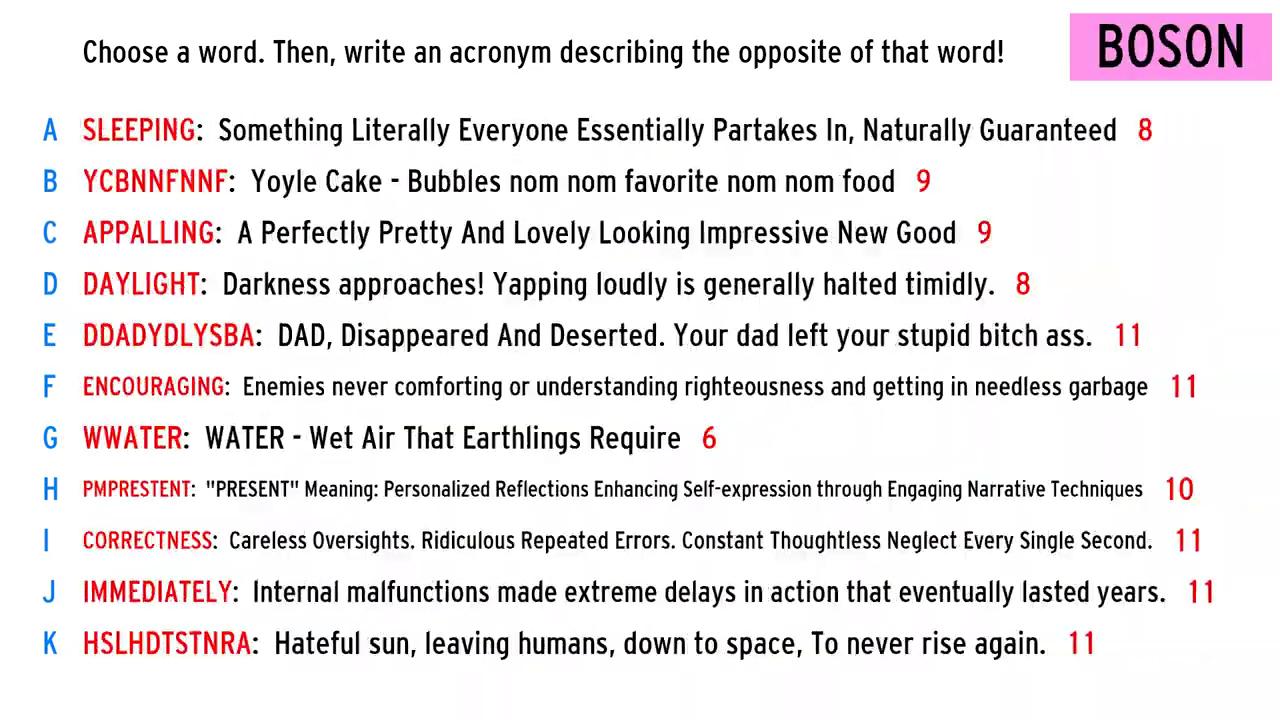 Choose a word. Then, write an acronym describing the opposite of that word!
BOSON
A SLEEPING: Something Literally Everyone Essentially Partakes In, Naturally Guaranteed 8
B YCBNNFNNF: Yoyle Cake - Bubbles nom nom favorite nom nom food 9
C APPALLING: A Perfectly Pretty And Lovely Looking Impressive New Good 9
D DAYLIGHT: Darkness approaches! Yapping loudly is generally halted timidly. 8
E DDADYDLYSBA: DAD, Disappeared And Deserted. Your dad left your stupid bitch ass. 11
F ENCOURAGING: Enemies never comforting or understanding righteousness and getting in needless garbage 11
G WWATER: WATER - Wet Air That Earthlings Require 6
H PMPRESTENT: "PRESENT" Meaning: Personalized Reflections Enhancing Self-expression through Engaging Narrative Techniques 10
I CORRECTNESS: Careless Oversights. Ridiculous Repeated Errors. Constant Thoughtless Neglect Every Single Second. 11
J IMMEDIATELY: Internal malfunctions made extreme delays in action that eventually lasted years. 11
K HSLHDTSTNRA: Hateful sun, leaving humans, down to space, To never rise again. 11